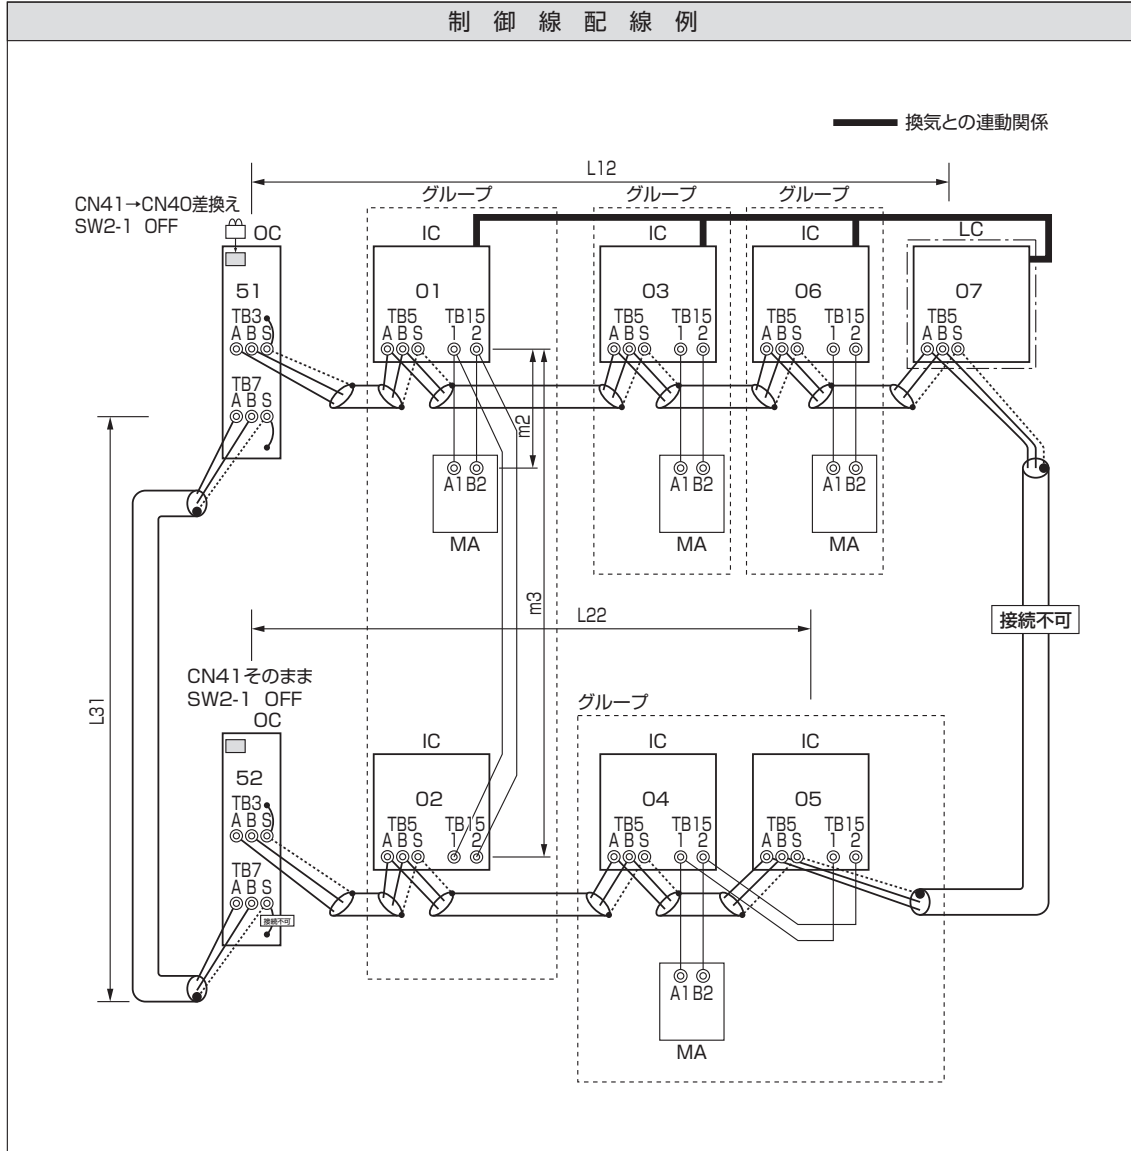 制御線配線例
換気との連動関係
L12
CN41→CN40差換え
SW2-1 OFF
グループ
グループ
グループ
OC
IC
IC
IC
LC
51
01
03
06
07
TB3
A B S
TB5
A B S
TB15
1 2
TB5
A B S
TB15
1 2
TB5
A B S
TB15
1 2
TB5
A B S
TB7
A B S
m2
A1 B2
MA
A1 B2
MA
A1 B2
MA
m3
L22
接続不可
L31
CN41そのまま
SW2-1 OFF
OC
グループ
IC
IC
IC
52
02
04
05
TB3
A B S
TB5
A B S
TB15
1 2
TB5
A B S
TB15
1 2
TB5
A B S
TB15
1 2
TB7
A B S
接続不可
A1 B2
MA